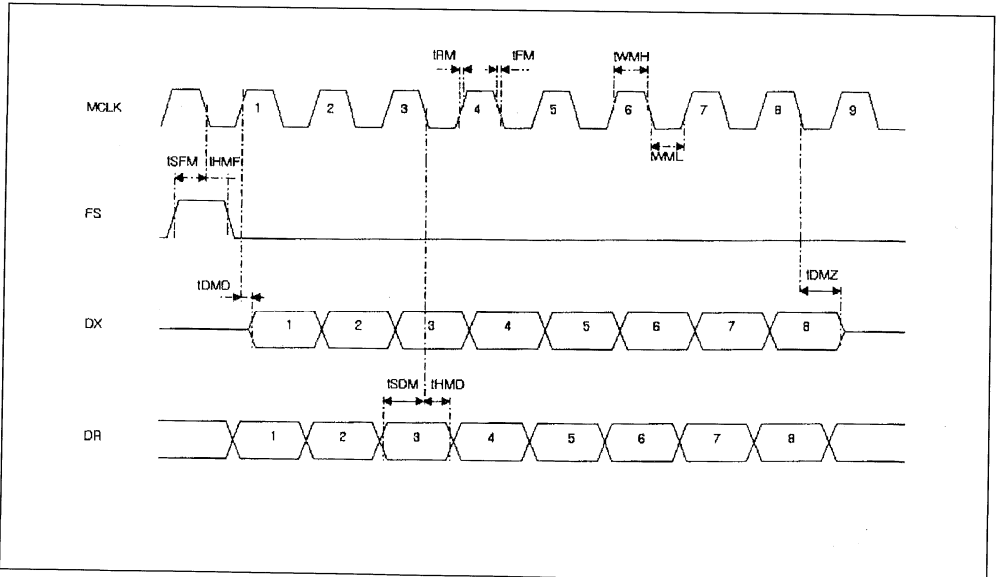 tRM tFM tWMH
MCLK 1 2 3 4 5 6 7 8 9
tSFM tHMF tWML
FS
tDMD tDMZ
DX 1 2 3 4 5 6 7 8
tSDM tHMD
DR 1 2 3 4 5 6 7 8